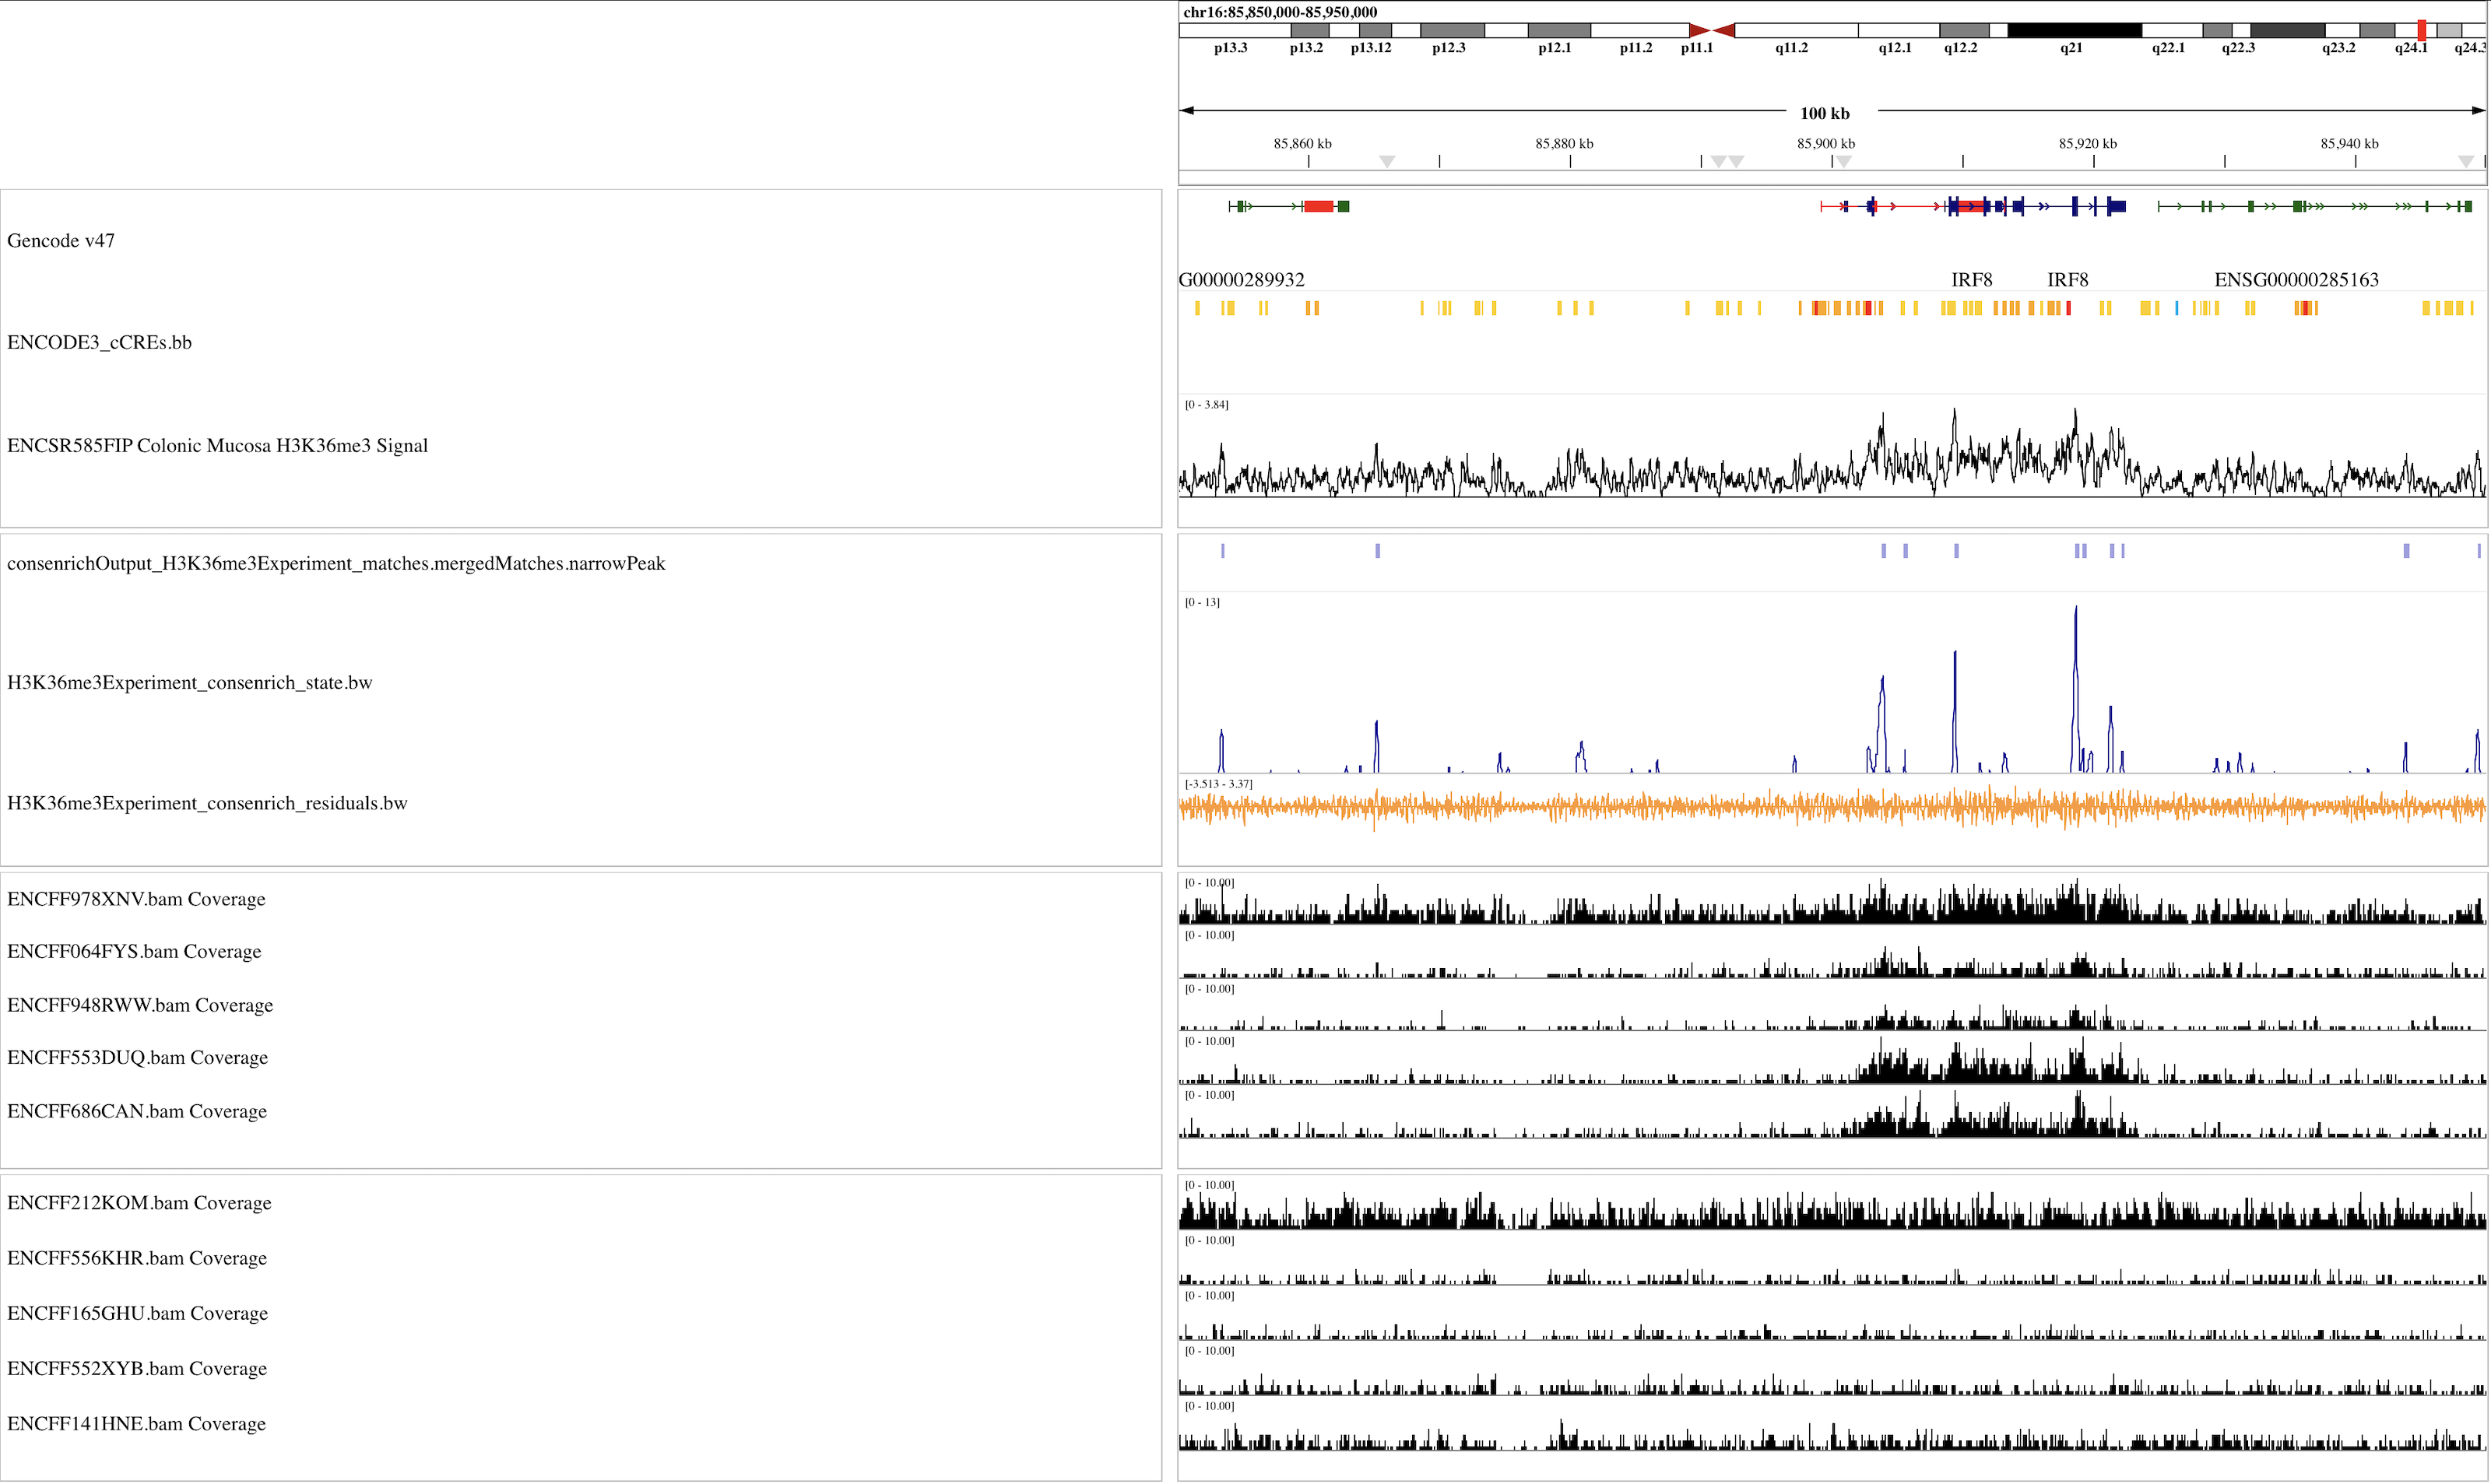 chr16:85,850,000-85,950,000
p13.3 p13.2 p13.12 p12.3 p12.1 p11.2 p11.1 q11.2 q12.1 q12.2 q21 q22.1 q22.3 q23.2 q24.1 q24.3
100 kb
85,860 kb 85,880 kb 85,900 kb 85,920 kb 85,940 kb
Gencode v47
G00000289932 IRF8 IRF8 ENSG00000285163
ENCODE3_cCREs.bb
[0 - 3.84]
ENCSR585FIP Colonic Mucosa H3K36me3 Signal
consenrichOutput_H3K36me3Experiment_matches.mergedMatches.narrowPeak
[0 - 13]
H3K36me3Experiment_consenrich_state.bw
[-3.513 - 3.37]
H3K36me3Experiment_consenrich_residuals.bw
[0 - 10.00]
ENCFF978XNV.bam Coverage
[0 - 10.00]
ENCFF064FYS.bam Coverage
[0 - 10.00]
ENCFF948RWW.bam Coverage
[0 - 10.00]
ENCFF553DUQ.bam Coverage
[0 - 10.00]
ENCFF686CAN.bam Coverage
[0 - 10.00]
ENCFF212KOM.bam Coverage
[0 - 10.00]
ENCFF556KHR.bam Coverage
[0 - 10.00]
ENCFF165GHU.bam Coverage
[0 - 10.00]
ENCFF552XYB.bam Coverage
[0 - 10.00]
ENCFF141HNE.bam Coverage